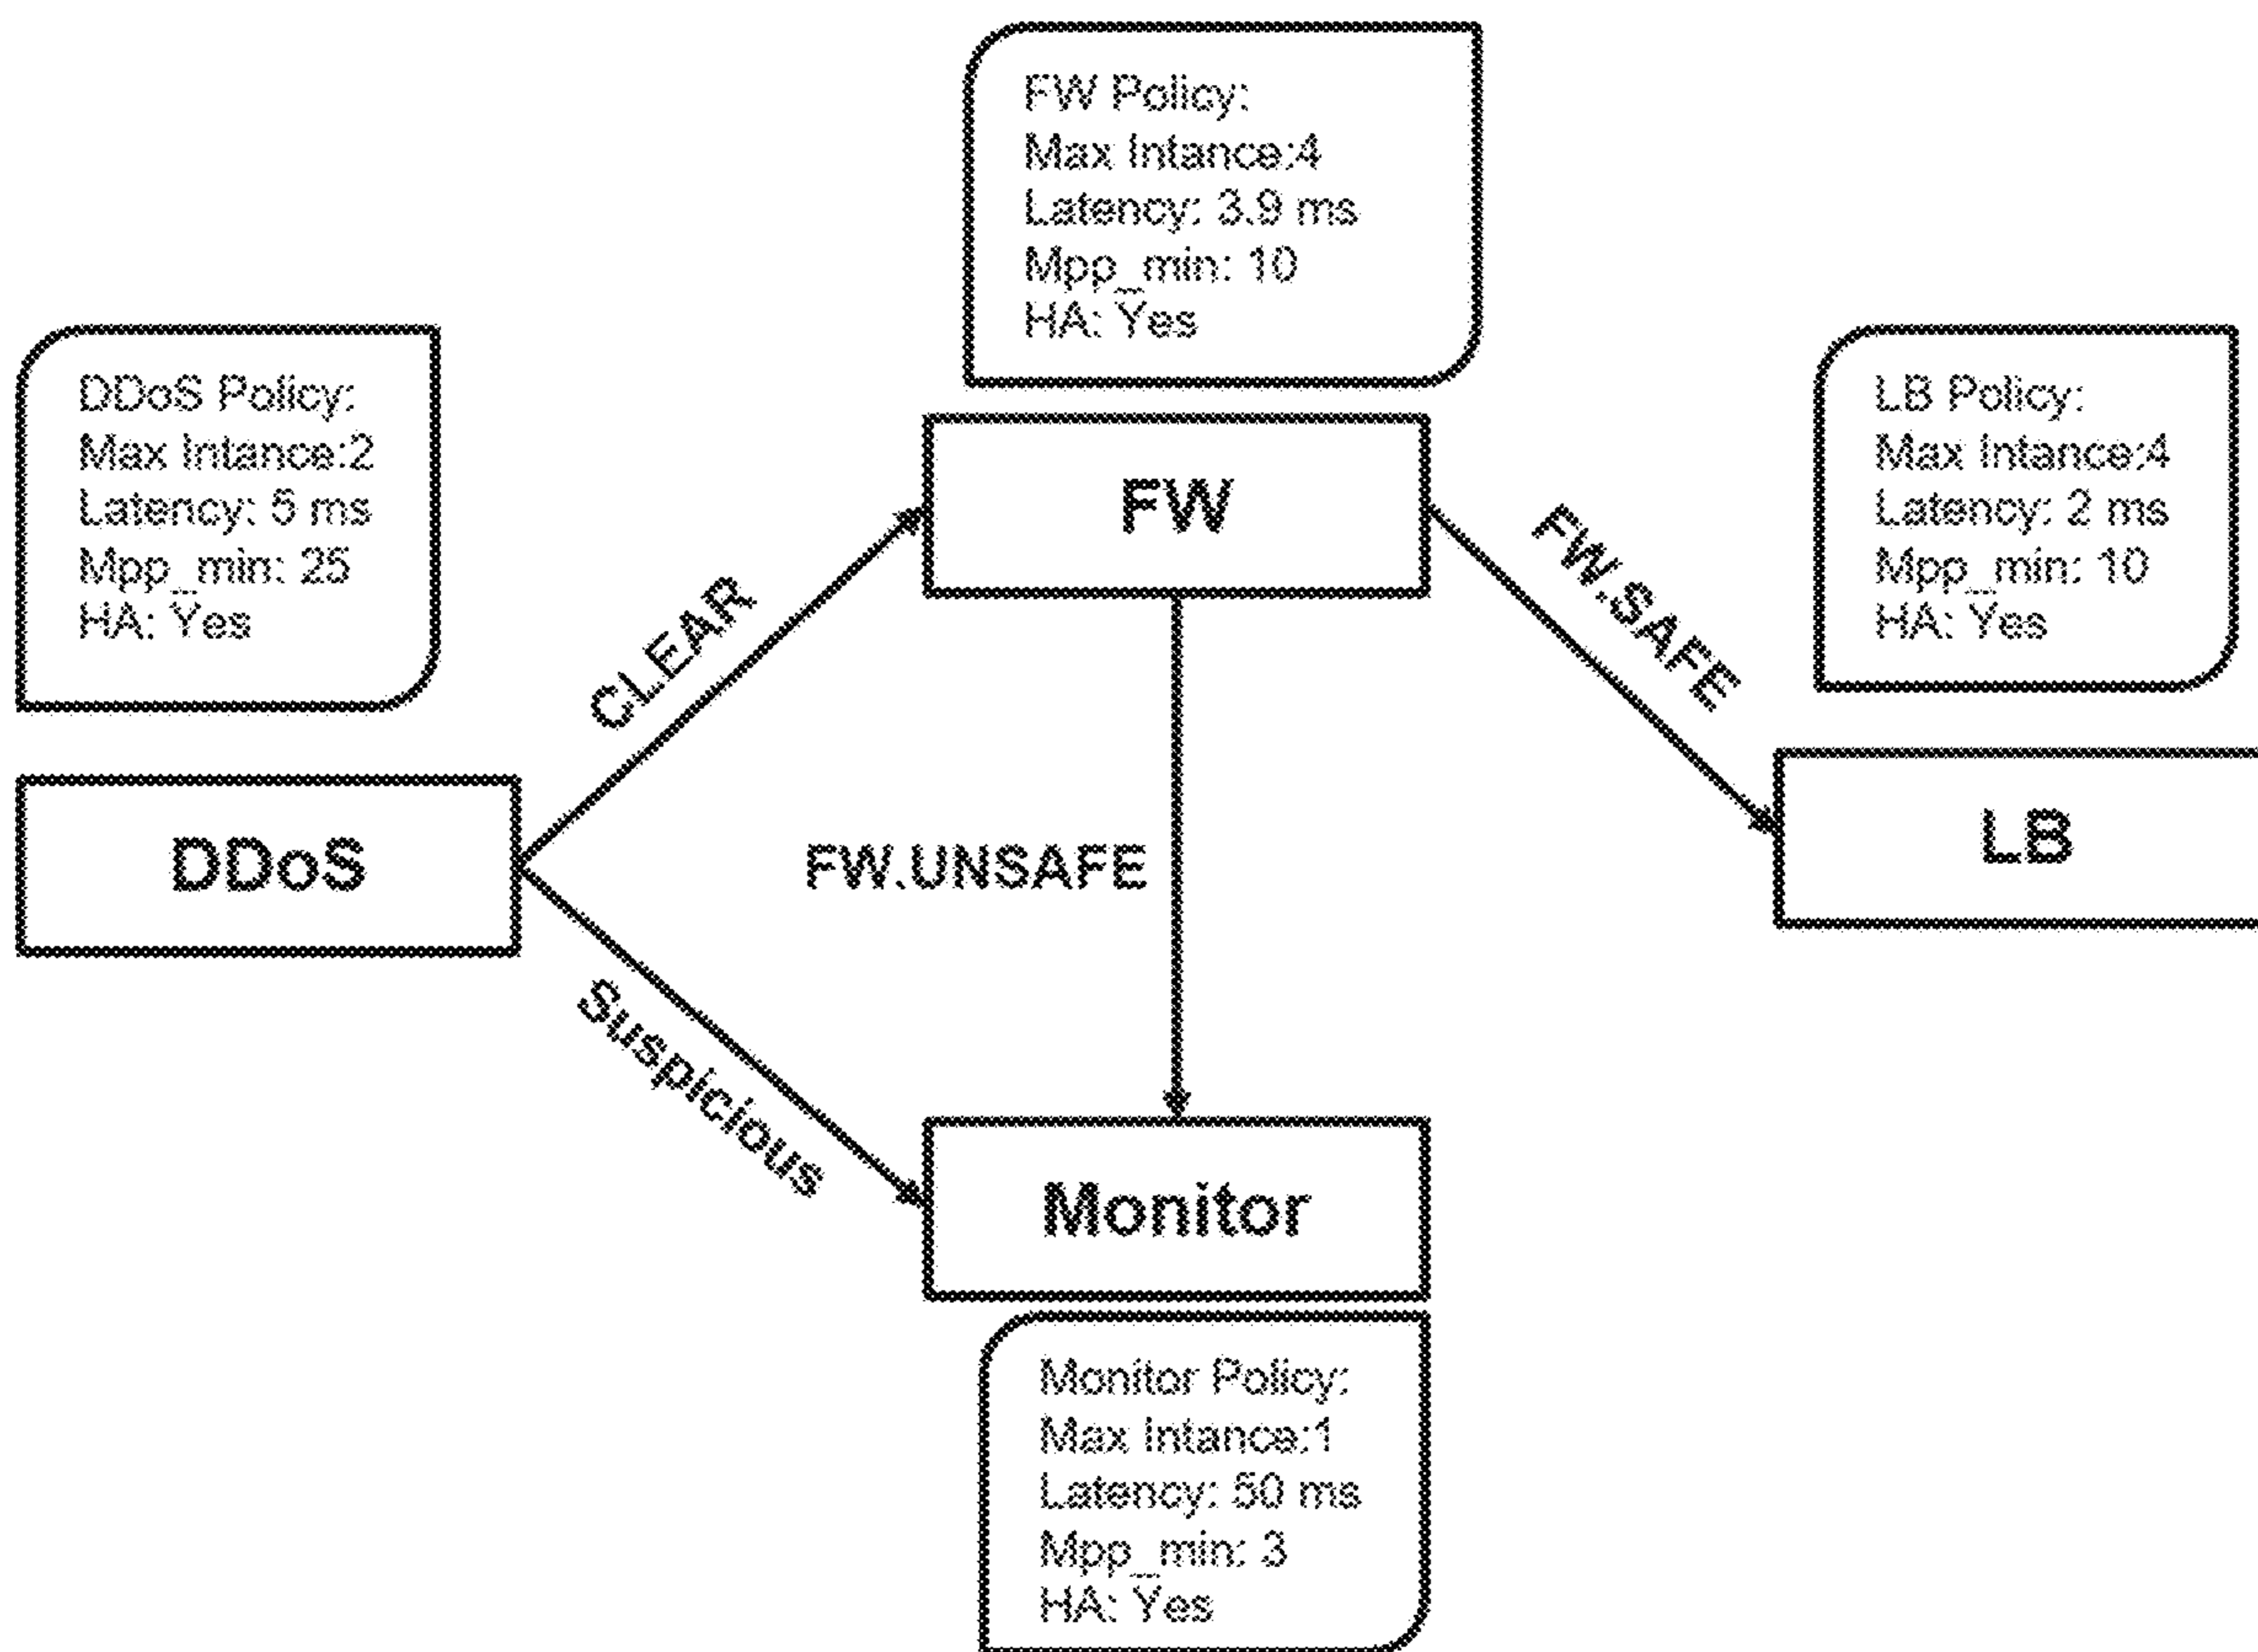 FW Policy:
Max Intance:4
Latency: 3.9 ms
Mpp_min: 10
HA: Yes
DDoS Policy:
Max Intance:2
Latency: 5 ms
Mpp_min: 25
HA: Yes
LB Policy:
Max Intance:4
Latency: 2 ms
Mpp_min: 10
HA: Yes
FW
CLEAR
FW.SAFE
DDoS
FW.UNSAFE
LB
Suspicious
Monitor
Monitor Policy:
Max Intance:1
Latency: 50 ms
Mpp_min: 3
HA: Yes